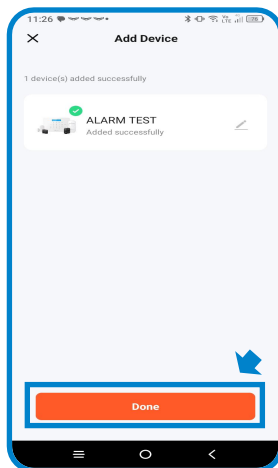 11:26
Add Device
1 device(s) added successfully
ALARM TEST
Added successfully
Done